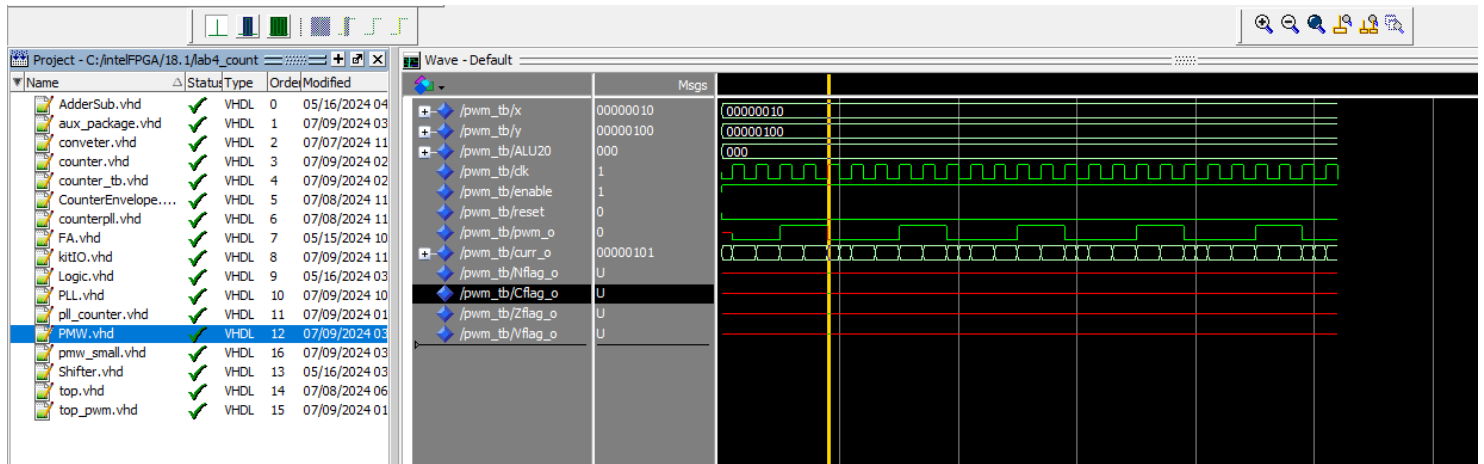 Project - C:/intelFPGA/18.1/lab4_count
Name Status Type Order Modified
AddderSub.vhd VHDL 0 05/16/2024 04
aux_package.vhd VHDL 1 07/09/2024 03
conveter.vhd VHDL 2 07/07/2024 11
counter.vhd VHDL 3 07/09/2024 02
counter_tb.vhd VHDL 4 07/09/2024 02
CounterEnvelope.... VHDL 5 07/08/2024 11
counterpll.vhd VHDL 6 07/08/2024 11
FA.vhd VHDL 7 05/15/2024 10
kitIO.vhd VHDL 8 07/09/2024 11
Logic.vhd VHDL 9 05/16/2024 03
PLL.vhd VHDL 10 07/09/2024 10
pll_counter.vhd VHDL 11 07/09/2024 01
PMW.vhd VHDL 12 07/09/2024 03
pmw_small.vhd VHDL 16 07/09/2024 03
Shifter.vhd VHDL 13 05/16/2024 03
top.vhd VHDL 14 07/08/2024 06
top_pwm.vhd VHDL 15 07/09/2024 01
Wave - Default
Msgs
/pwm_tb/x 00000010 00000010
/pwm_tb/y 00000100 00000100
/pwm_tb/ALU20 000 000
/pwm_tb/clk 1
/pwm_tb/enable 1
/pwm_tb/reset 0
/pwm_tb/pwm_o 0
/pwm_tb/curr_o 00000101
/pwm_tb/Nflag_o U
/pwm_tb/Cflag_o U
/pwm_tb/Zflag_o U
/pwm_tb/Vflag_o U